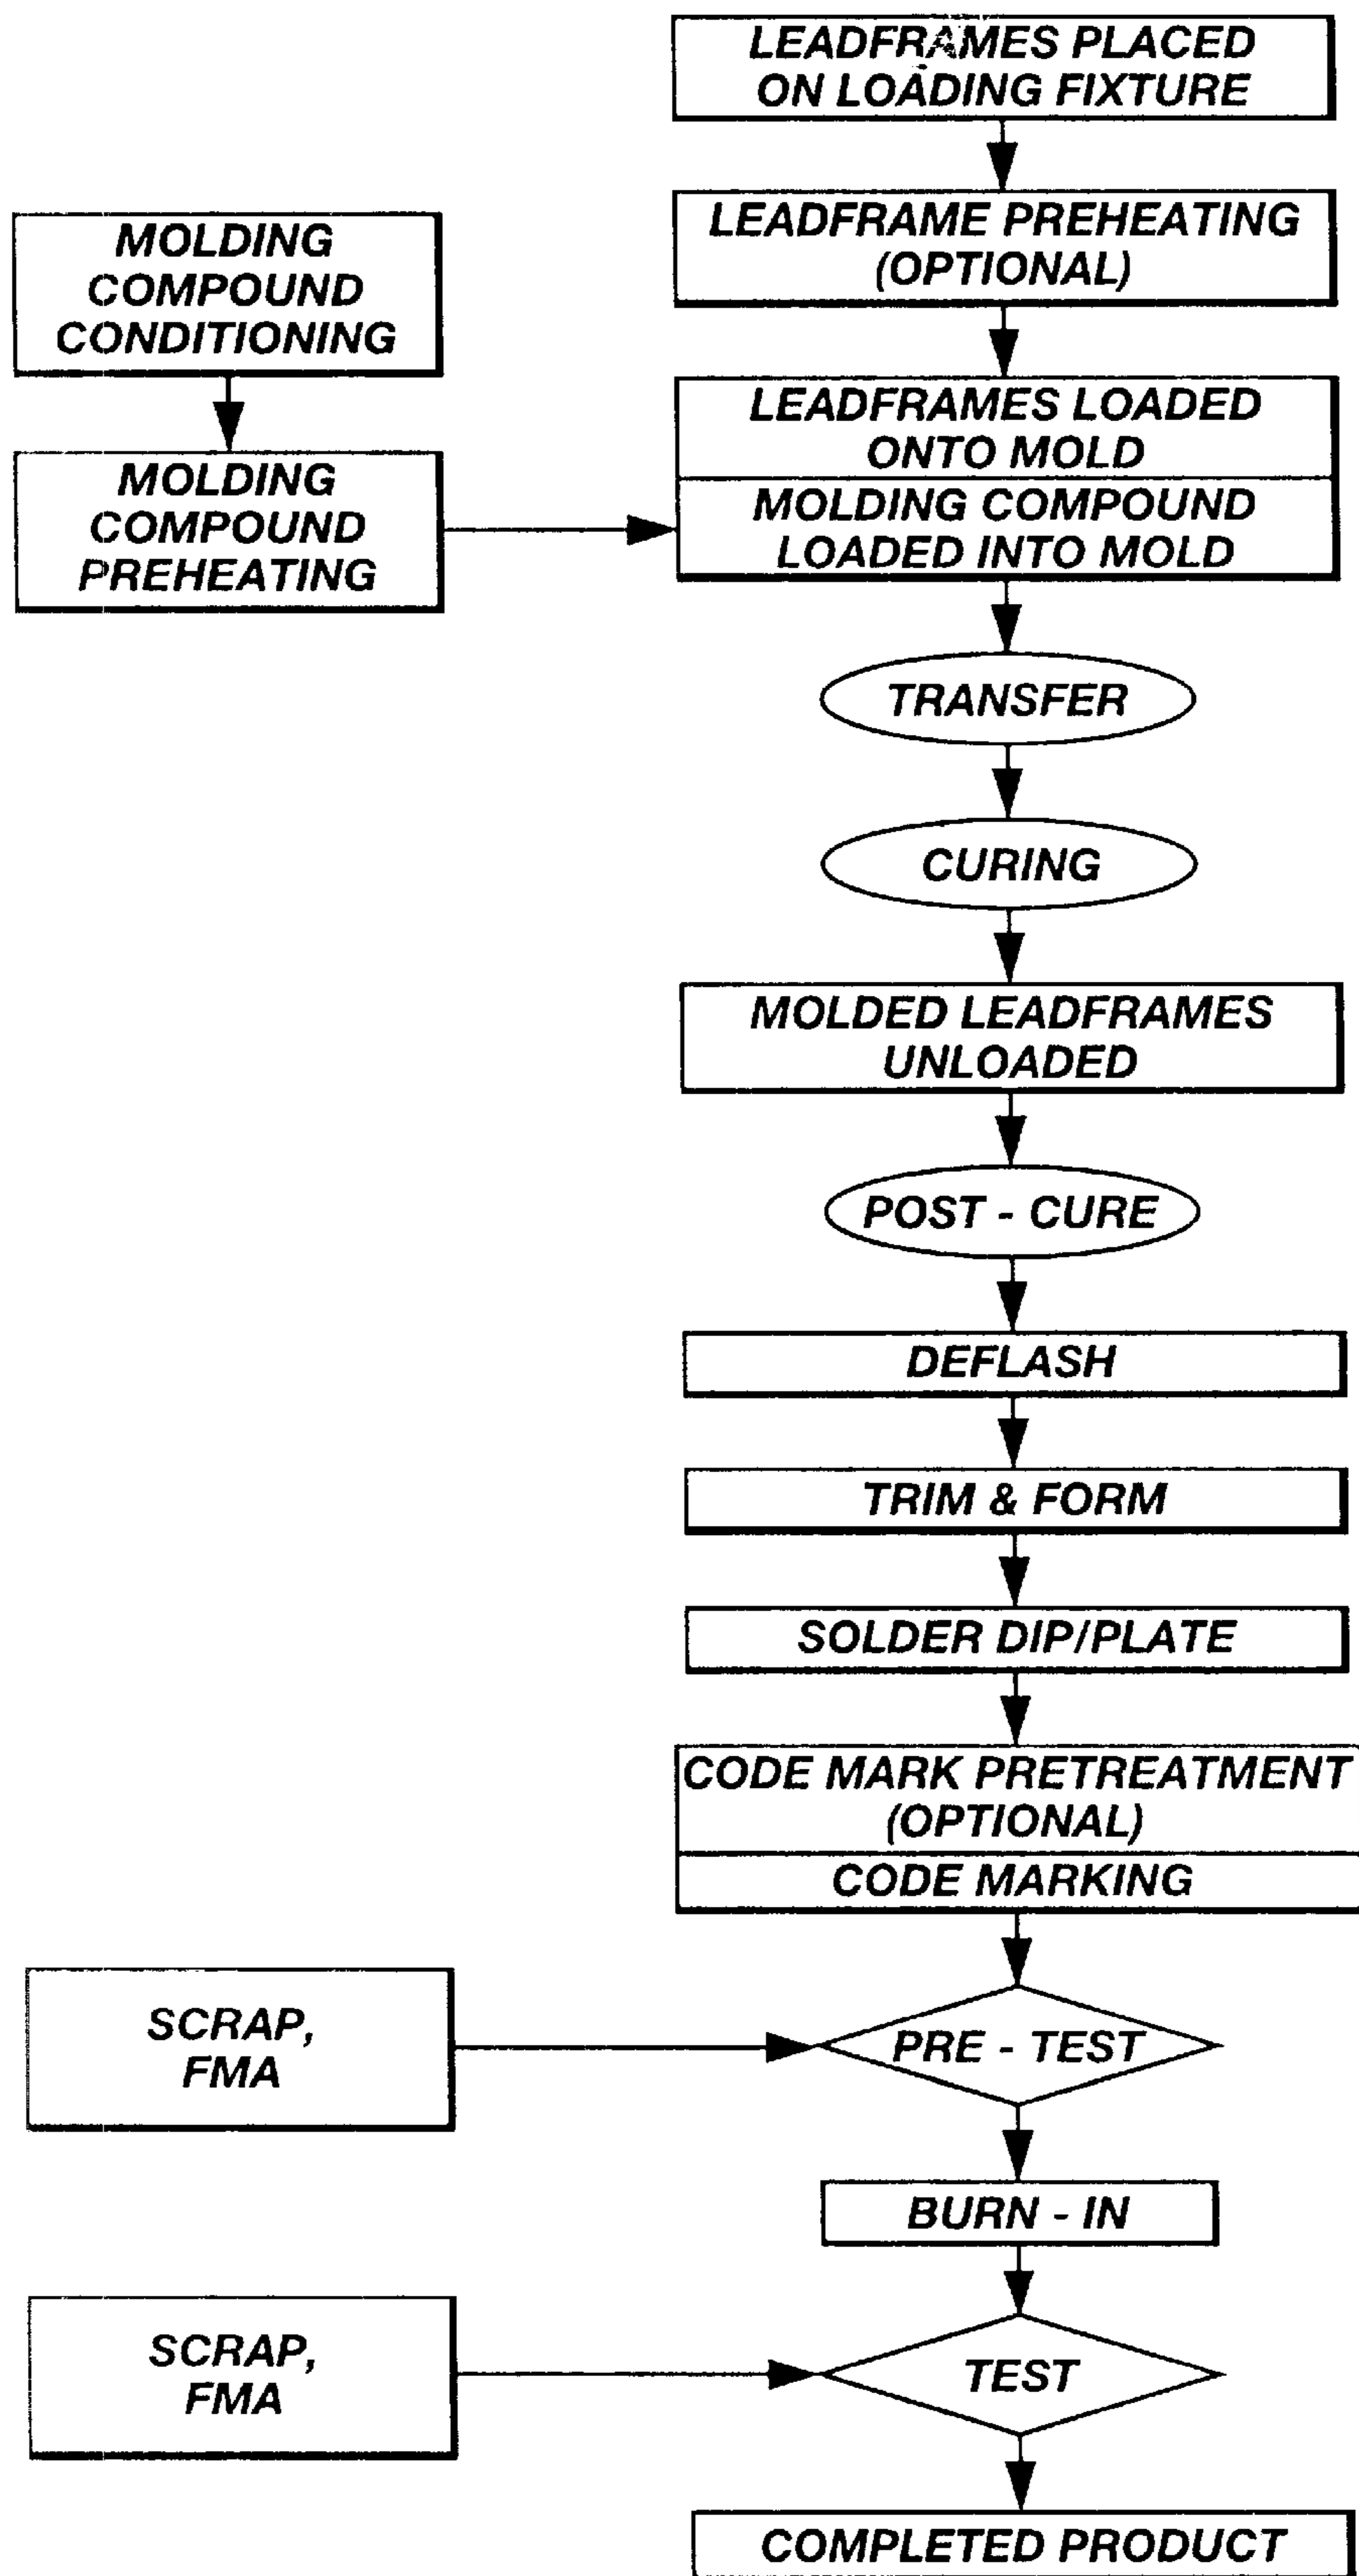 LEADFRAMES PLACED
ON LOADING FIXTURE
LEADFRAME PREHEATING
(OPTIONAL)
MOLDING
COMPOUND
CONDITIONING
LEADFRAMES LOADED
ONTO MOLD
MOLDING
COMPOUND
PREHEATING
MOLDING COMPOUND
LOADED INTO MOLD
TRANSFER
CURING
MOLDED LEADFRAMES
UNLOADED
POST - CURE
DEFLASH
TRIM & FORM
SOLDER DIP/PLATE
CODE MARK PRETREATMENT
(OPTIONAL)
CODE MARKING
SCRAP,
FMA
PRE - TEST
BURN - IN
SCRAP,
FMA
TEST
COMPLETED PRODUCT